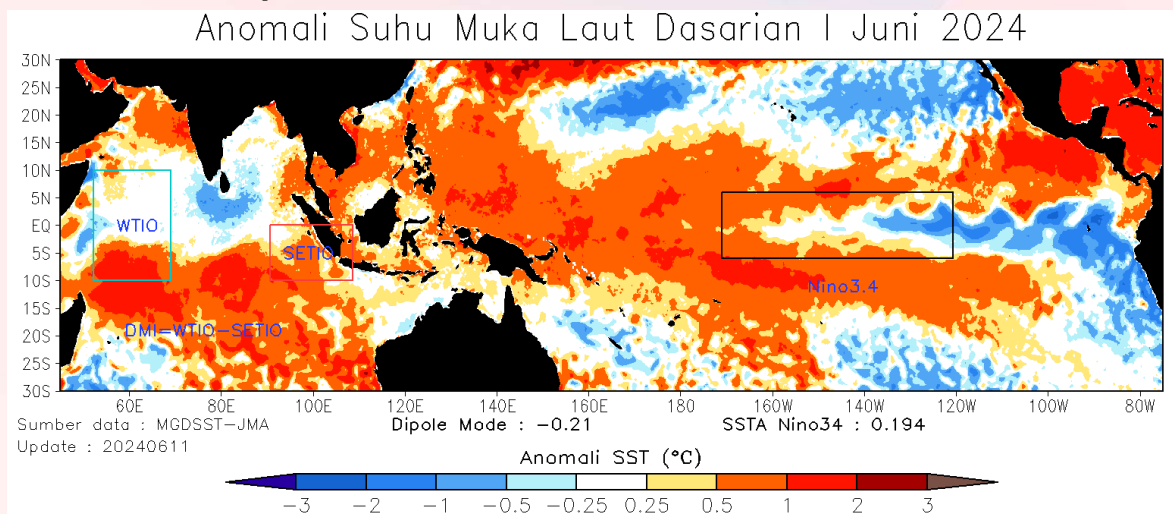 Anomali Suhu Muka Laut Dasarian I Juni 2024
30N
25N
20N
15N
10N
5N
EQ
5S
10S
15S
20S
25S
30S
WTIO
SETIO
Nino3.4
DMI=WTIO-SETIO
60E 80E 100E 120E 140E 160E 180 160W 140W 120W 100W 80W
Sumber data : MGDSST-JMA Dipole Mode : -0.21 SSTA Nino34 : 0.194
Update : 20240611
Anomali SST (°C)
-3 -2 -1 -0.5 -0.25 0.25 0.5 1 2 3